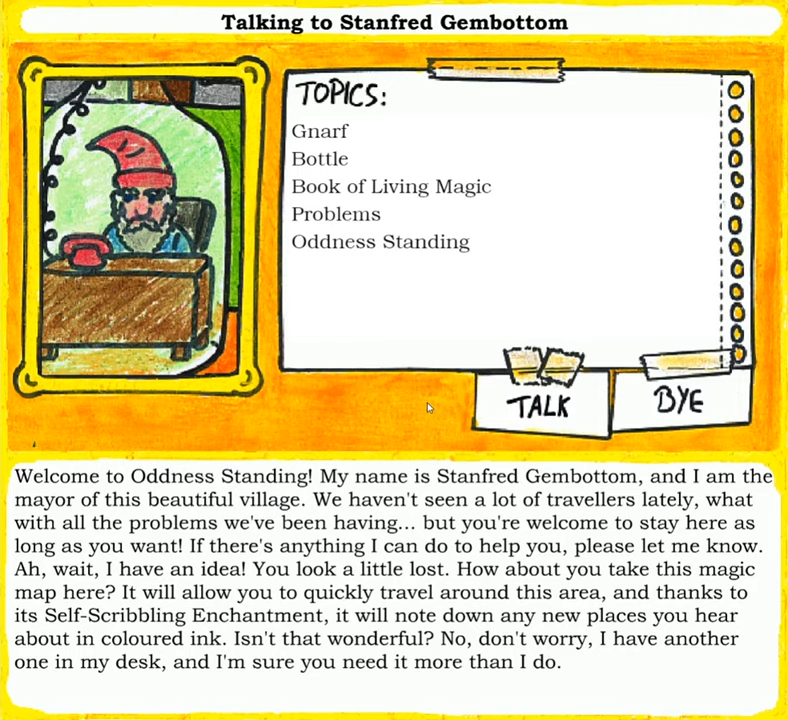 Talking to Stanfred Gembottom
TOPICS:
Gnarf
Bottle
Book of Living Magic
Problems
Oddness Standing
TALK
BYE
Welcome to Oddness Standing! My name is Stanfred Gembottom, and I am the
mayor of this beautiful village. We haven't seen a lot of travellers lately, what
with all the problems we've been having... but you're welcome to stay here as
long as you want! If there's anything I can do to help you, please let me know.
Ah, wait, I have an idea! You look a little lost. How about you take this magic
map here? It will allow you to quickly travel around this area, and thanks to
its Self-Scribbling Enchantment, it will note down any new places you hear
about in coloured ink. Isn't that wonderful? No, don't worry, I have another
one in my desk, and I'm sure you need it more than I do.